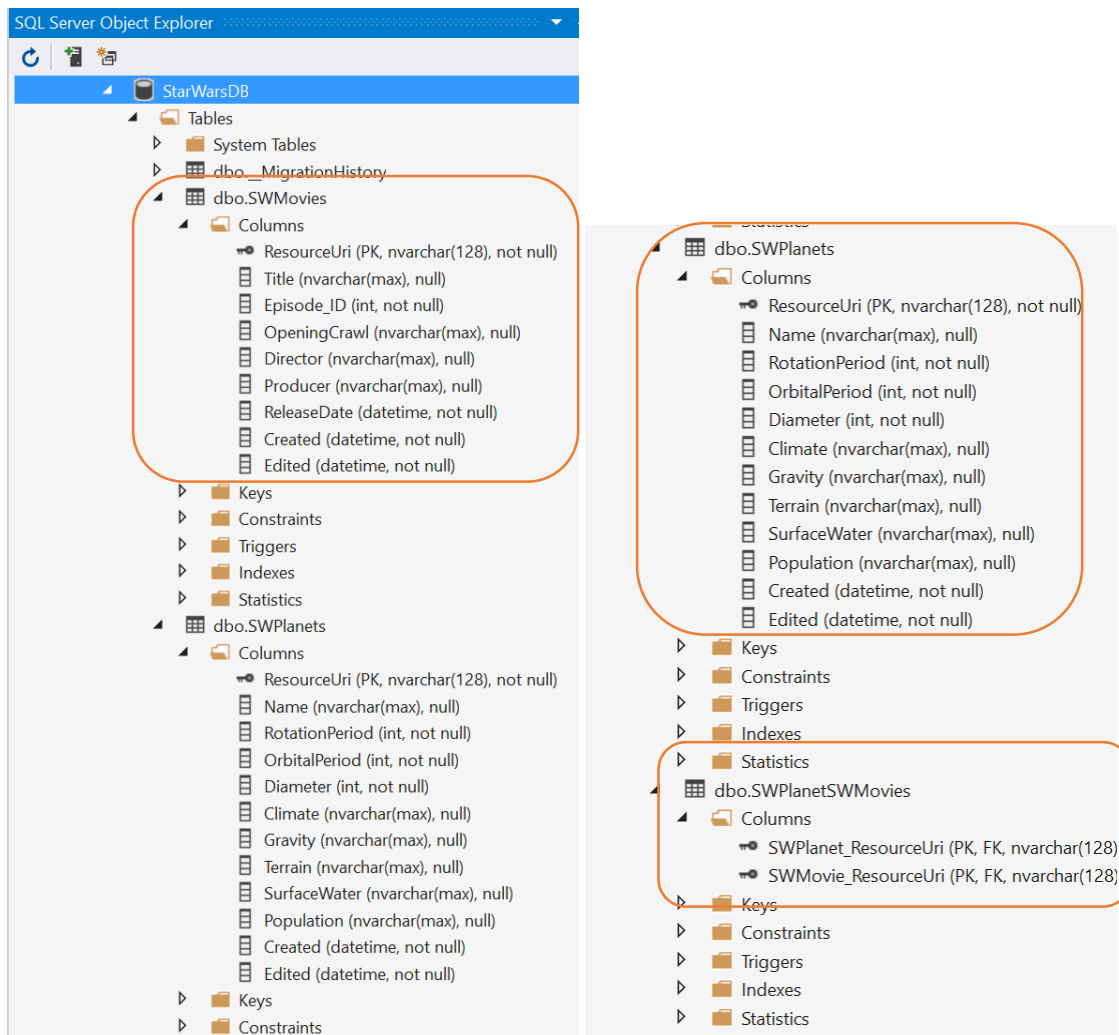 SQL Server Object Explorer
StarWarsDB
Tables
System Tables
dbo.__MigrationHistory
dbo.SWMovies
Columns
ResourceUri (PK, nvarchar(128), not null)
Title (nvarchar(max), null)
Episode_ID (int, not null)
OpeningCrawl (nvarchar(max), null)
Director (nvarchar(max), null)
Producer (nvarchar(max), null)
ReleaseDate (datetime, not null)
Created (datetime, not null)
Edited (datetime, not null)
Keys
Constraints
Triggers
Indexes
Statistics
dbo.SWPlanets
Columns
ResourceUri (PK, nvarchar(128), not null)
Name (nvarchar(max), null)
RotationPeriod (int, not null)
OrbitalPeriod (int, not null)
Diameter (int, not null)
Climate (nvarchar(max), null)
Gravity (nvarchar(max), null)
Terrain (nvarchar(max), null)
SurfaceWater (nvarchar(max), null)
Population (nvarchar(max), null)
Created (datetime, not null)
Edited (datetime, not null)
Keys
Constraints
Statistics
dbo.SWPlanets
Columns
ResourceUri (PK, nvarchar(128), not null)
Name (nvarchar(max), null)
RotationPeriod (int, not null)
OrbitalPeriod (int, not null)
Diameter (int, not null)
Climate (nvarchar(max), null)
Gravity (nvarchar(max), null)
Terrain (nvarchar(max), null)
SurfaceWater (nvarchar(max), null)
Population (nvarchar(max), null)
Created (datetime, not null)
Edited (datetime, not null)
Keys
Constraints
Triggers
Indexes
Statistics
dbo.SWPlanetSWMovies
Columns
SWPlanet_ResourceUri (PK, FK, nvarchar(128)
SWMovie_ResourceUri (PK, FK, nvarchar(128)
Keys
Constraints
Triggers
Indexes
Statistics